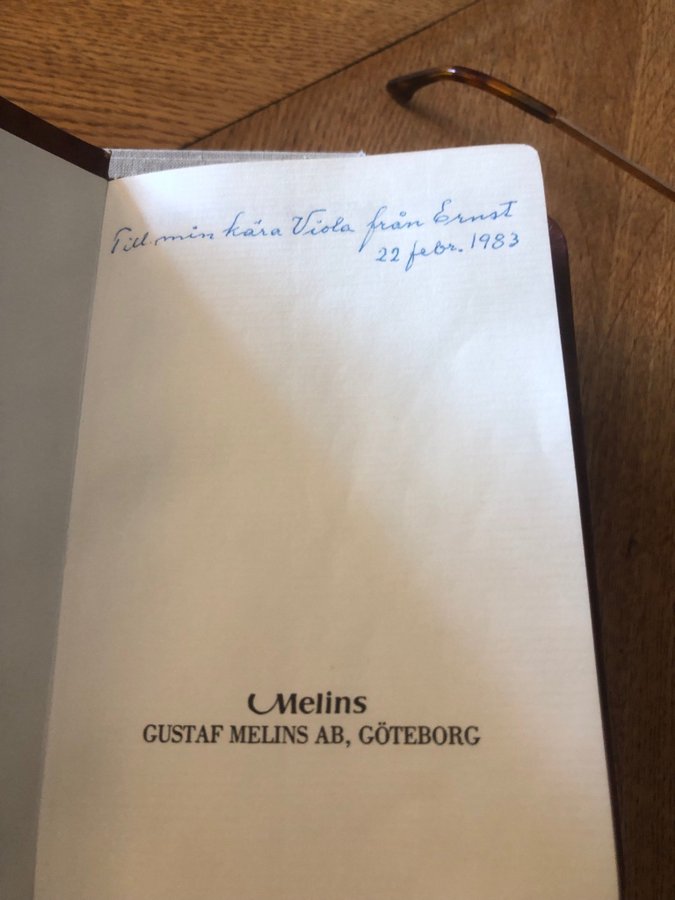 Till min kära Viola från Ernst
22 febr. 1983
Melins
GUSTAF MELINS AB, GÖTEBORG